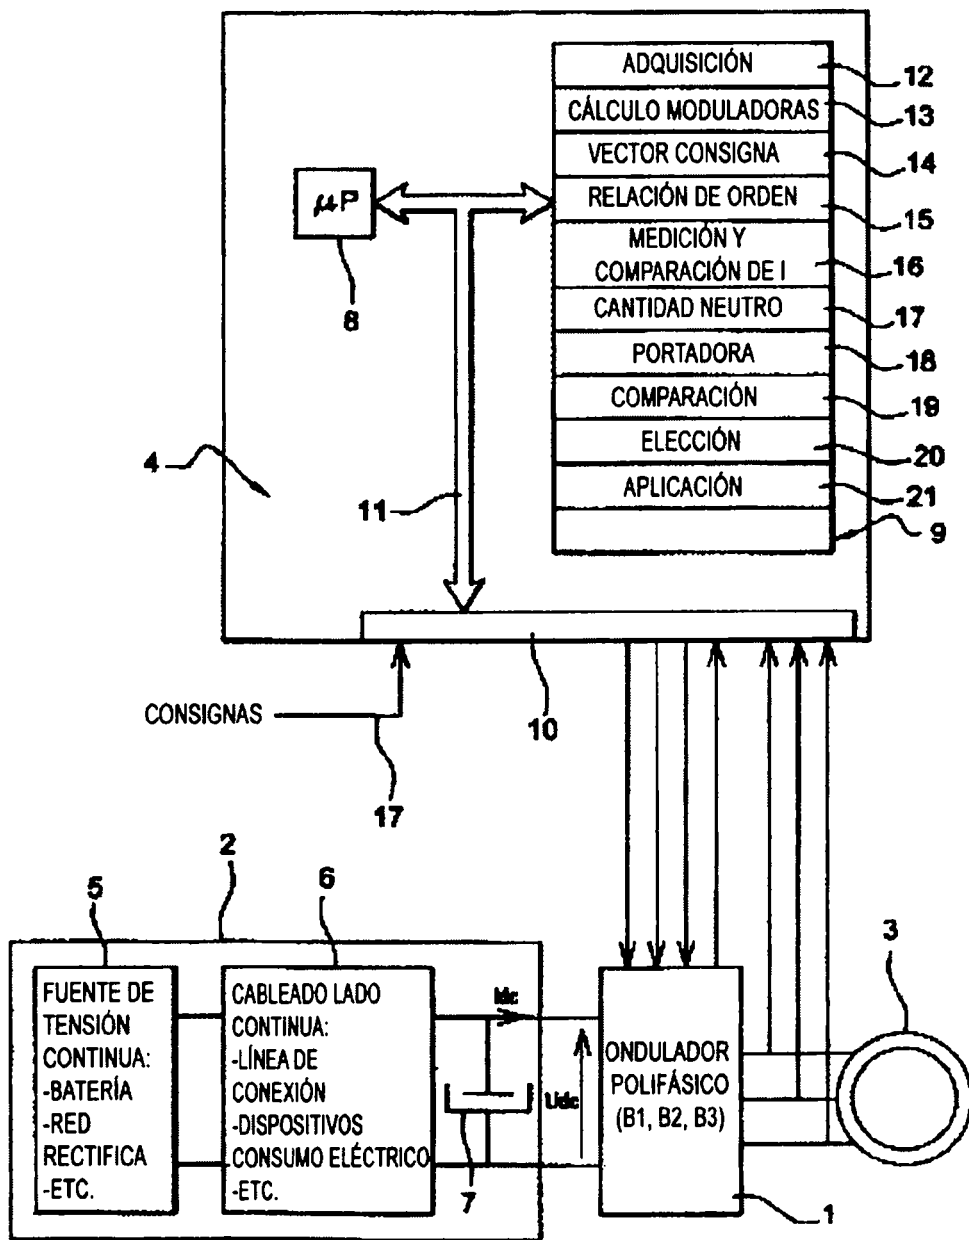 ADQUISICIÓN
12
CÁLCULO MODULADORAS
13
VECTOR CONSIGNA
14
RELACIÓN DE ORDEN
15
MEDICIÓN Y
COMPARACIÓN DE I
16
CANTIDAD NEUTRO
17
PORTADORA
18
COMPARACIÓN
19
ELECCIÓN
20
APLICACIÓN
21
9
µP
8
4
11
10
CONSIGNAS
17
2
5
6
FUENTE DE
TENSIÓN
CONTINUA:
-BATERÍA
-RED
RECTIFICA
-ETC.
CABLEADO LADO
CONTINUA:
-LÍNEA DE
CONEXIÓN
-DISPOSITIVOS
CONSUMO ELÉCTRICO
-ETC.
Idc
Udc
7
ONDULADOR
POLIFÁSICO
(B1, B2, B3)
1
3